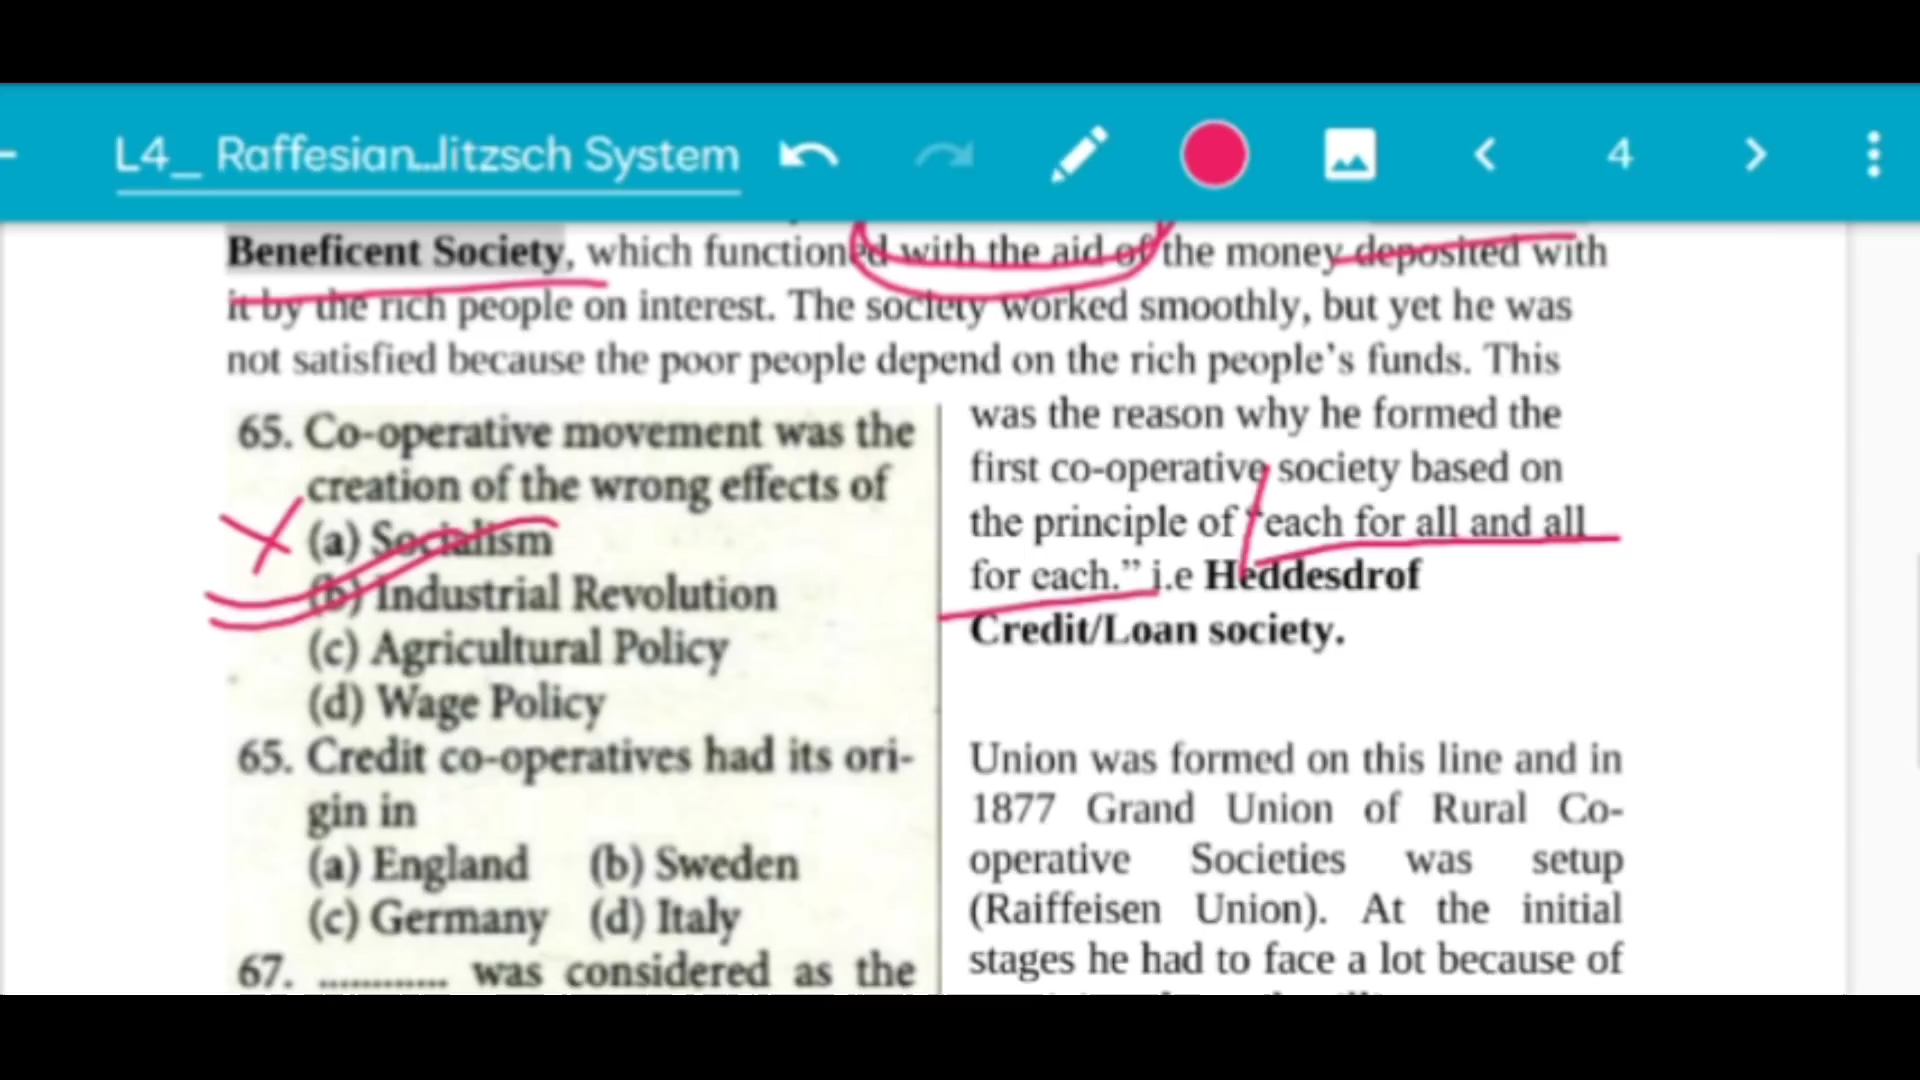 L4_ Raffesian...litzsch System
4
Beneficent Society, which functioned with the aid of the money deposited with
it by the rich people on interest. The society worked smoothly, but yet he was
not satisfied because the poor people depend on the rich people's funds. This
65. Co-operative movement was the
creation of the wrong effects of
(a) Socialism
(b) Industrial Revolution
(c) Agricultural Policy
(d) Wage Policy
65. Credit co-operatives had its ori-
gin in
(a) England (b) Sweden
(c) Germany (d) Italy
67. ............ was considered as the
was the reason why he formed the
first co-operative society based on
the principle of “each for all and all
for each.” i.e Heddesdrof
Credit/Loan society.
Union was formed on this line and in
1877 Grand Union of Rural Co-
operative Societies was setup
(Raiffeisen Union). At the initial
stages he had to face a lot because of